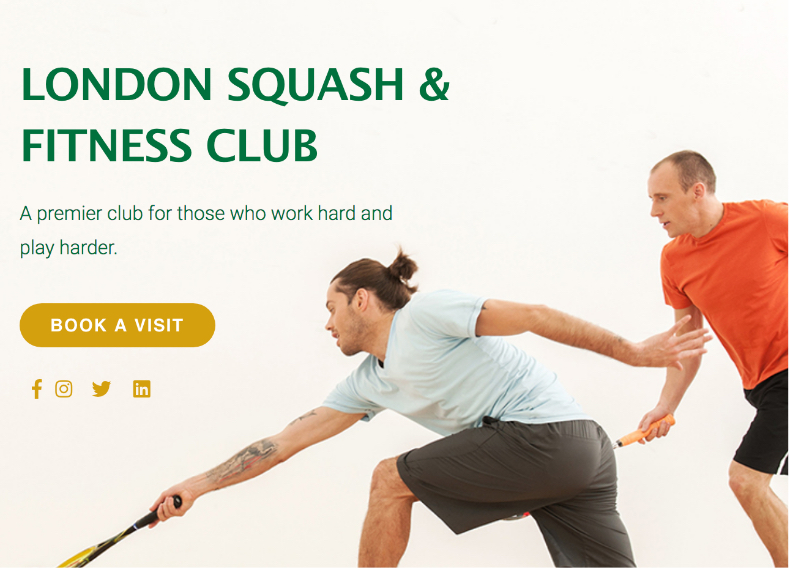 LONDON SQUASH &
FITNESS CLUB
A premier club for those who work hard and
play harder.
BOOK A VISIT